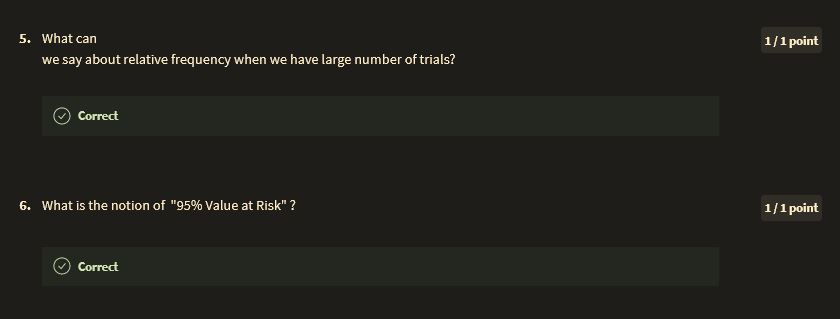 5. What can
1 / 1 point
we say about relative frequency when we have large number of trials?
Correct
6. What is the notion of "95% Value at Risk" ?
1 / 1 point
Correct